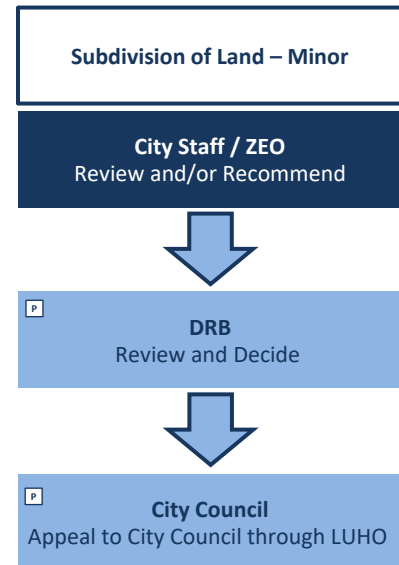 Subdivision of Land – Minor
City Staff / ZEO
Review and/or Recommend
P
DRB
Review and Decide
P
City Council
Appeal to City Council through LUHO